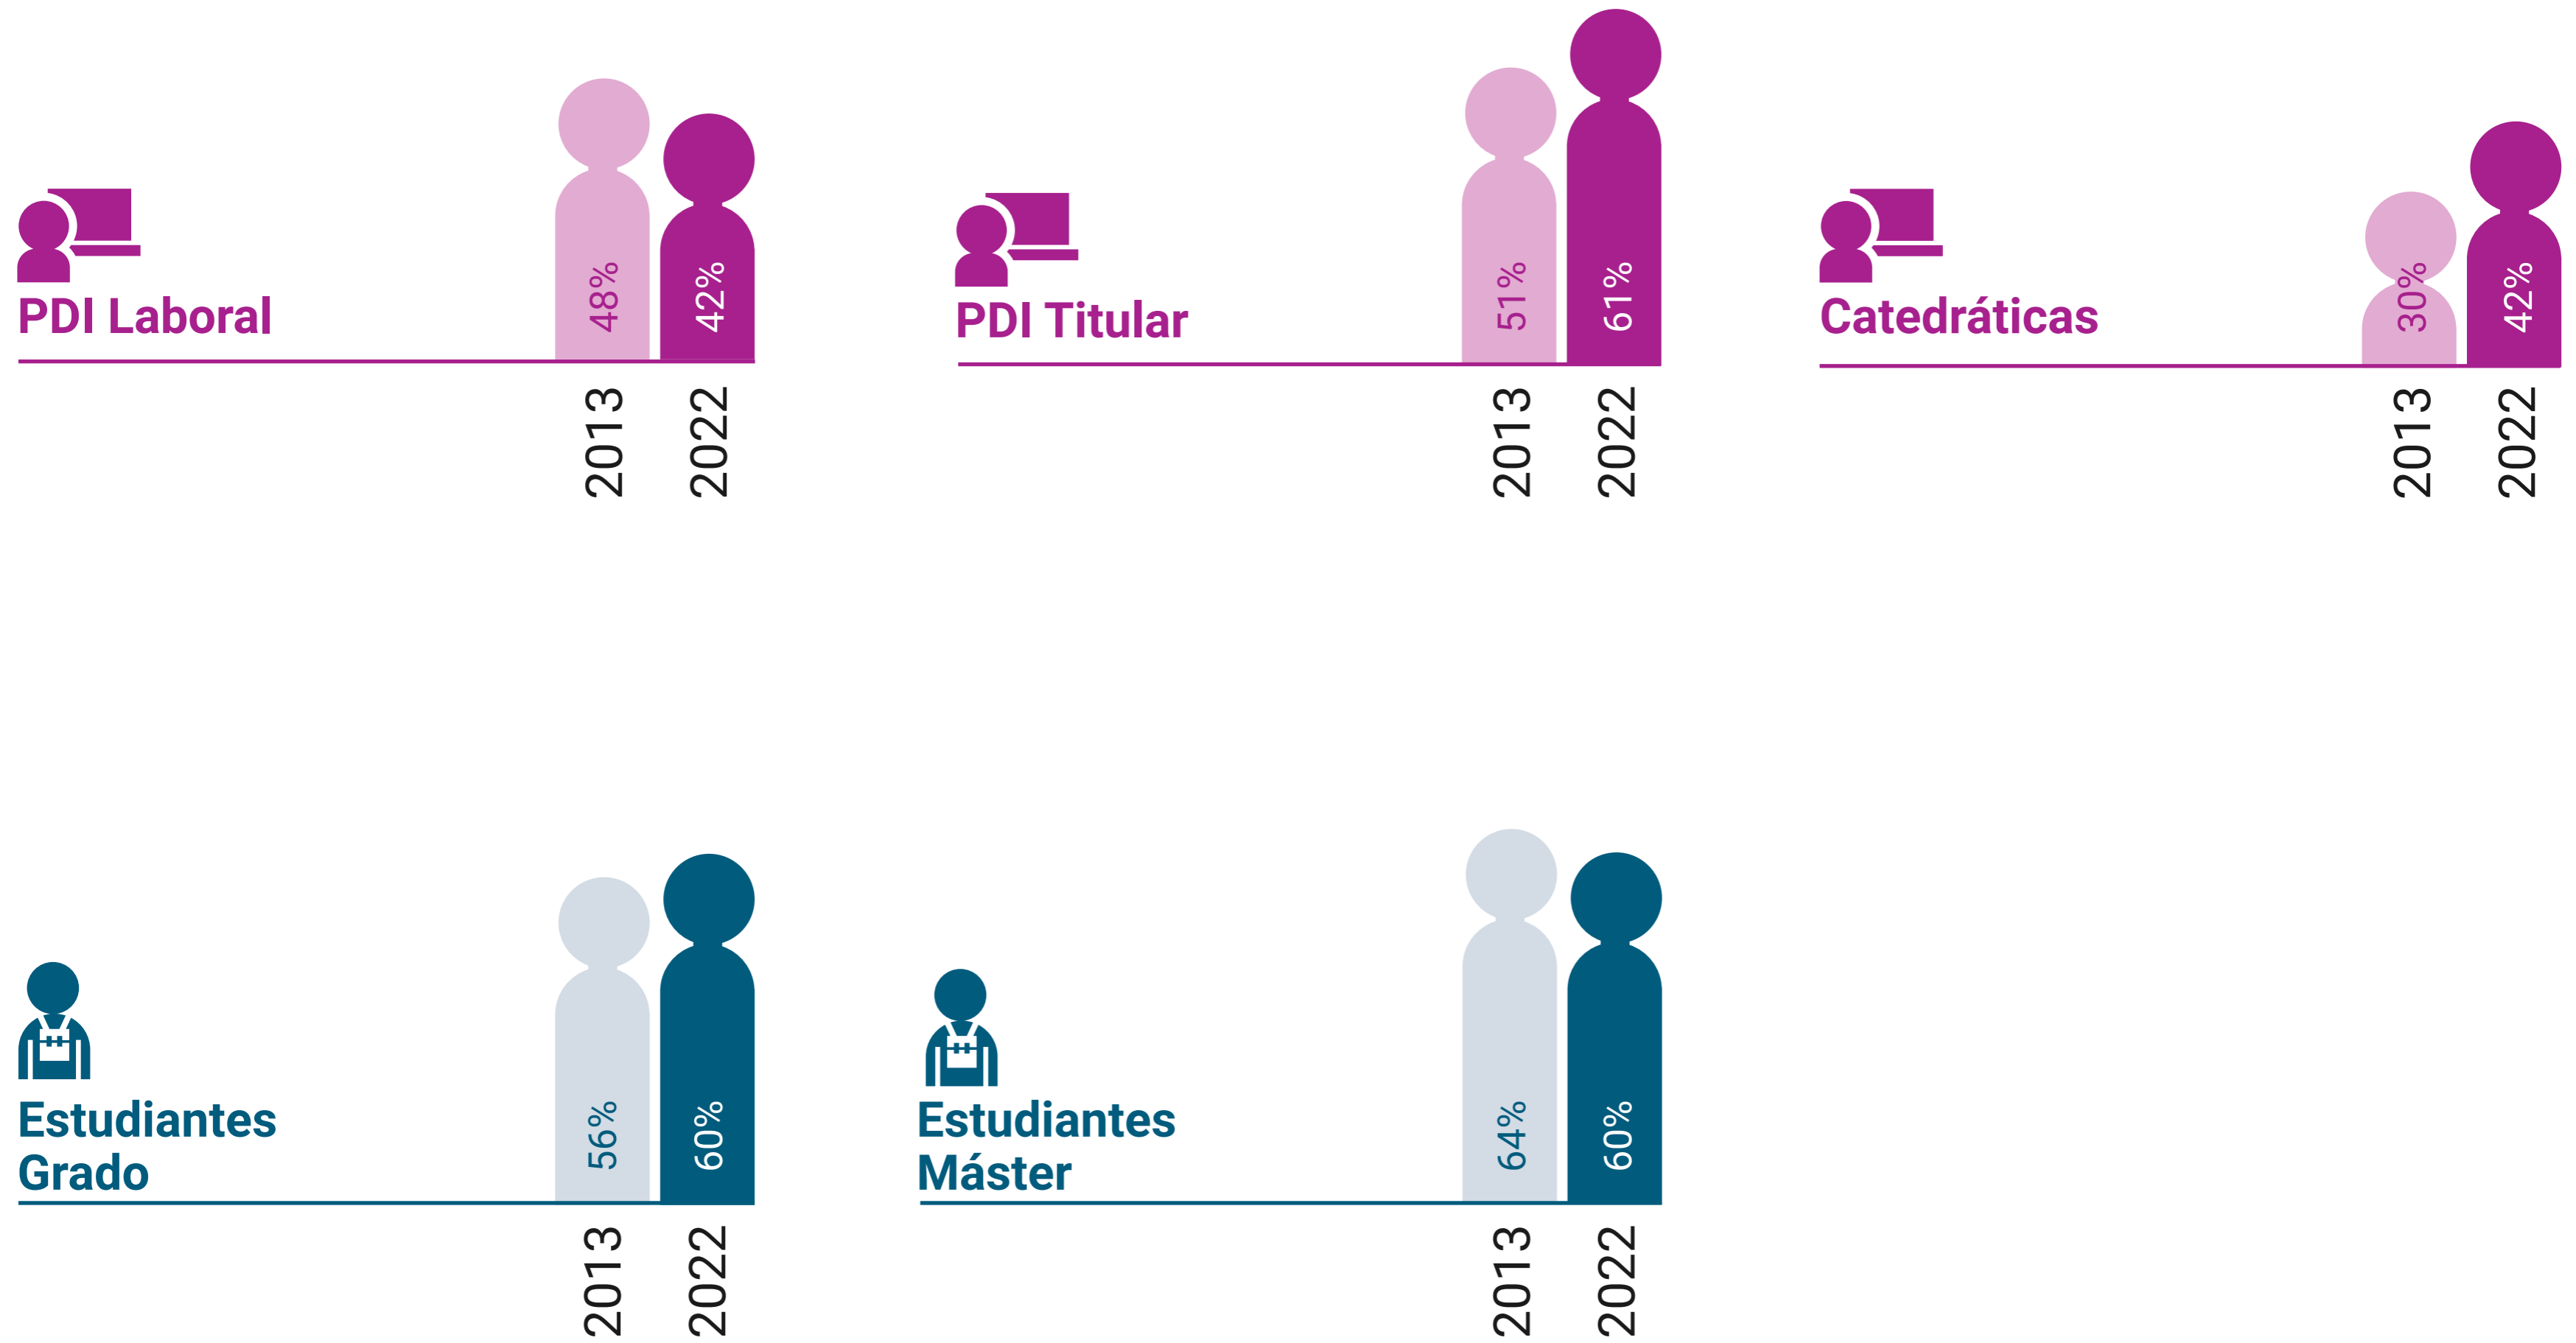 PDI Laboral
48%
42%
2013
2022
PDI Titular
51%
61%
2013
2022
Catedráticas
30%
42%
2013
2022
Estudiantes
Grado
56%
60%
2013
2022
Estudiantes
Máster
64%
60%
2013
2022